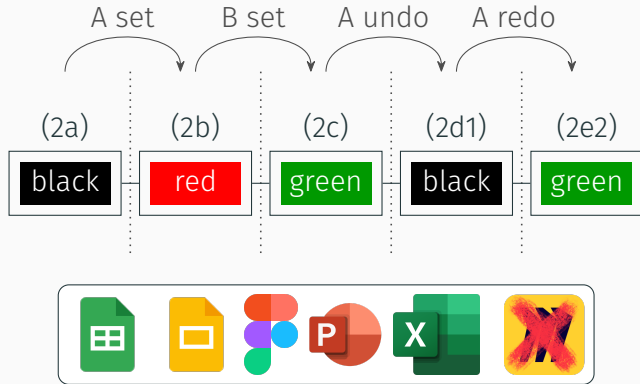 A set B set A undo A redo
(2a) (2b) (2c) (2d1) (2e2)
black red green black green
P X